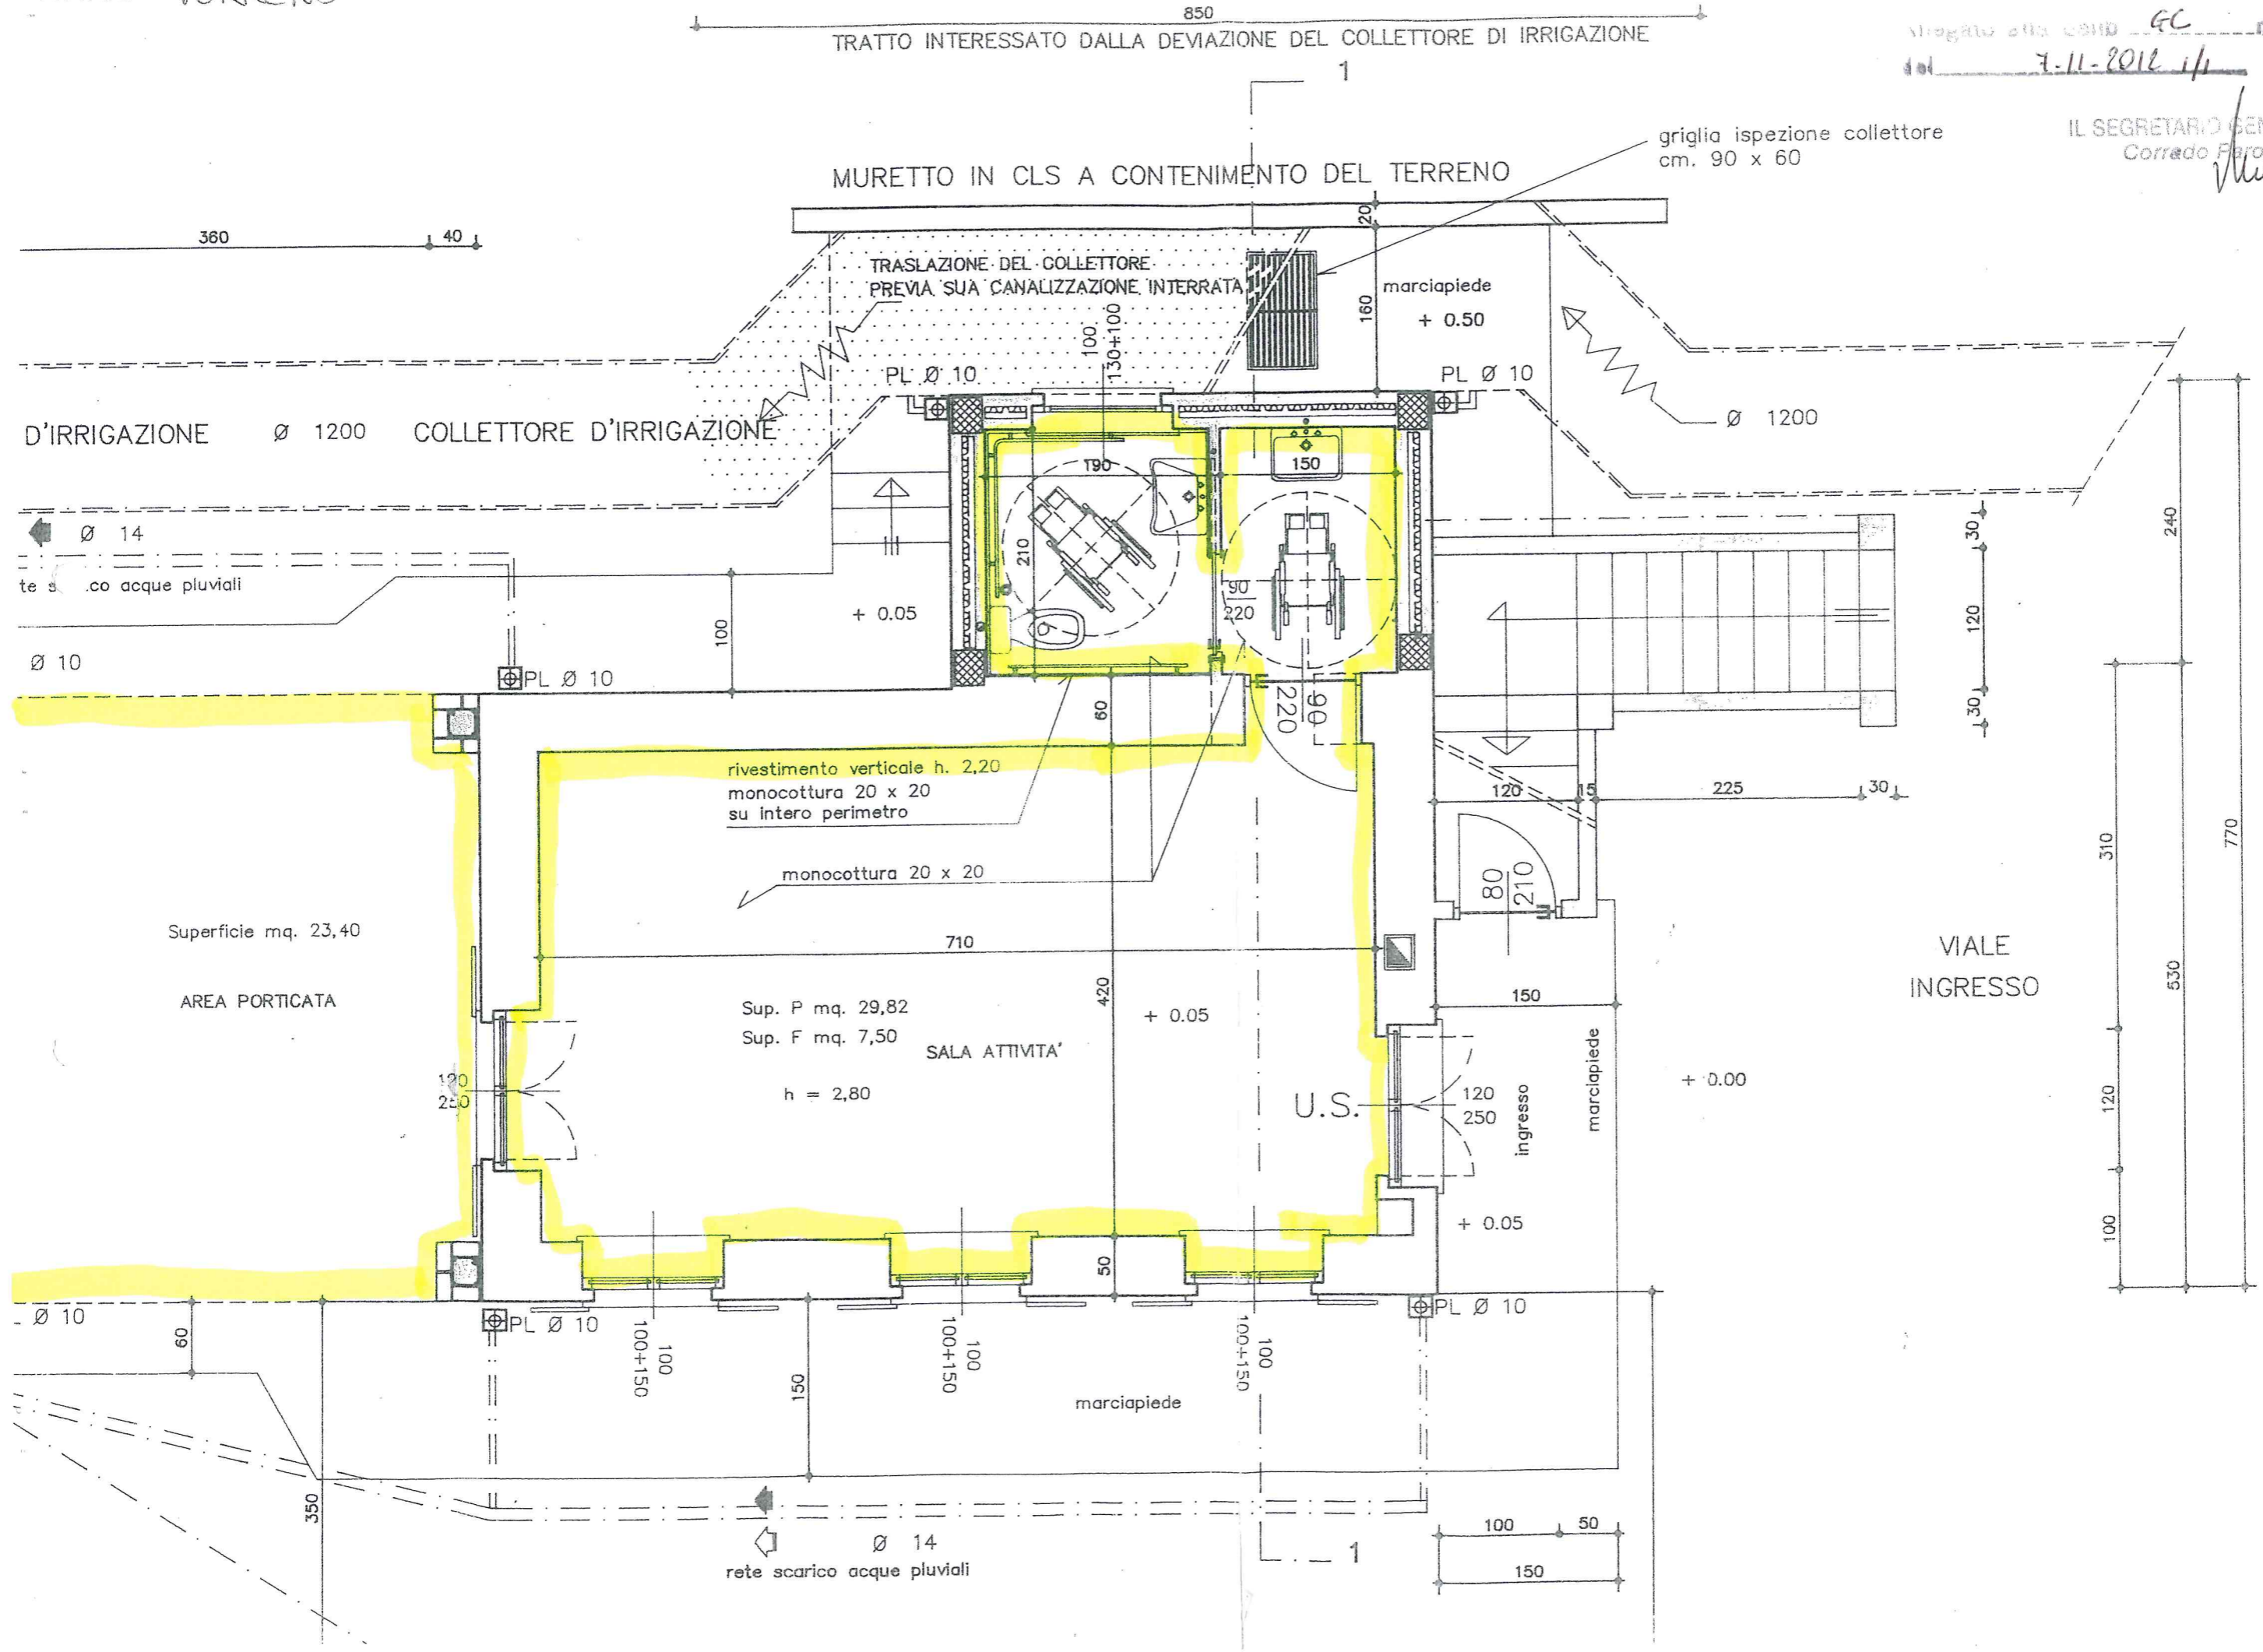 850
TRATTO INTERESSATO DALLA DEVIAZIONE DEL COLLETTORE DI IRRIGAZIONE
GC
del 7-11-2012
IL SEGRETARIO
Corrado
1
griglia ispezione collettore
cm. 90 x 60
MURETTO IN CLS A CONTENIMENTO DEL TERRENO
360
40
20
TRASLAZIONE DEL COLLETTORE
PREVIA SUA CANALIZZAZIONE INTERRATA
marciapiede
+ 0.50
160
100
130+100
PL Ø 10
PL Ø 10
Ø 1200
D'IRRIGAZIONE Ø 1200 COLLETTORE D'IRRIGAZIONE
190
150
210
90
220
Ø 14
acque pluviali
+ 0.05
100
Ø 10
PL Ø 10
60
90
220
30
120
30
240
rivestimento verticale h. 2,20
monocottura 20 x 20
su intero perimetro
monocottura 20 x 20
120
15
225
30
80
210
310
530
770
Superficie mq. 23,40
AREA PORTICATA
710
420
Sup. P mq. 29,82
Sup. F mq. 7,50
SALA ATTIVITA'
h = 2,80
+ 0.05
U.S.
120
250
120
250
ingresso
150
marciapiede
+ 0.00
VIALE
INGRESSO
120
100
+ 0.05
50
Ø 10
60
PL Ø 10
PL Ø 10
100
100+150
100
100+150
100
100+150
150
marciapiede
350
Ø 14
rete scarico acque pluviali
1
100
50
150